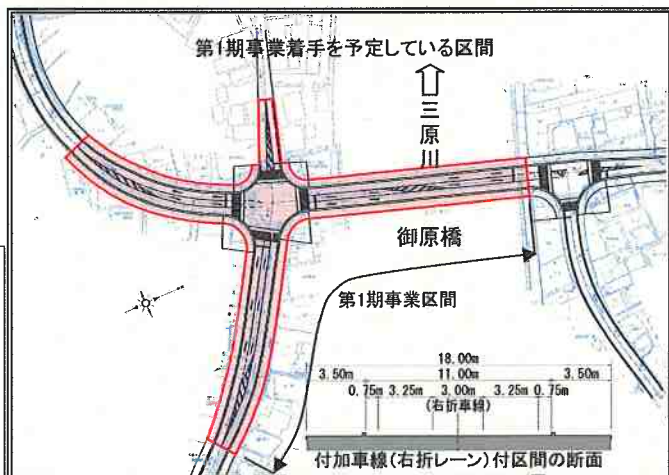 第1期事業着手を予定している区間
三原川
御原橋
第1期事業区間
18.00m
3.50m 11.00m 3.50m
0.75m 3.25m 3.00m 3.25m 0.75m
(右折車線)
付加車線(右折レーン)付区間の断面